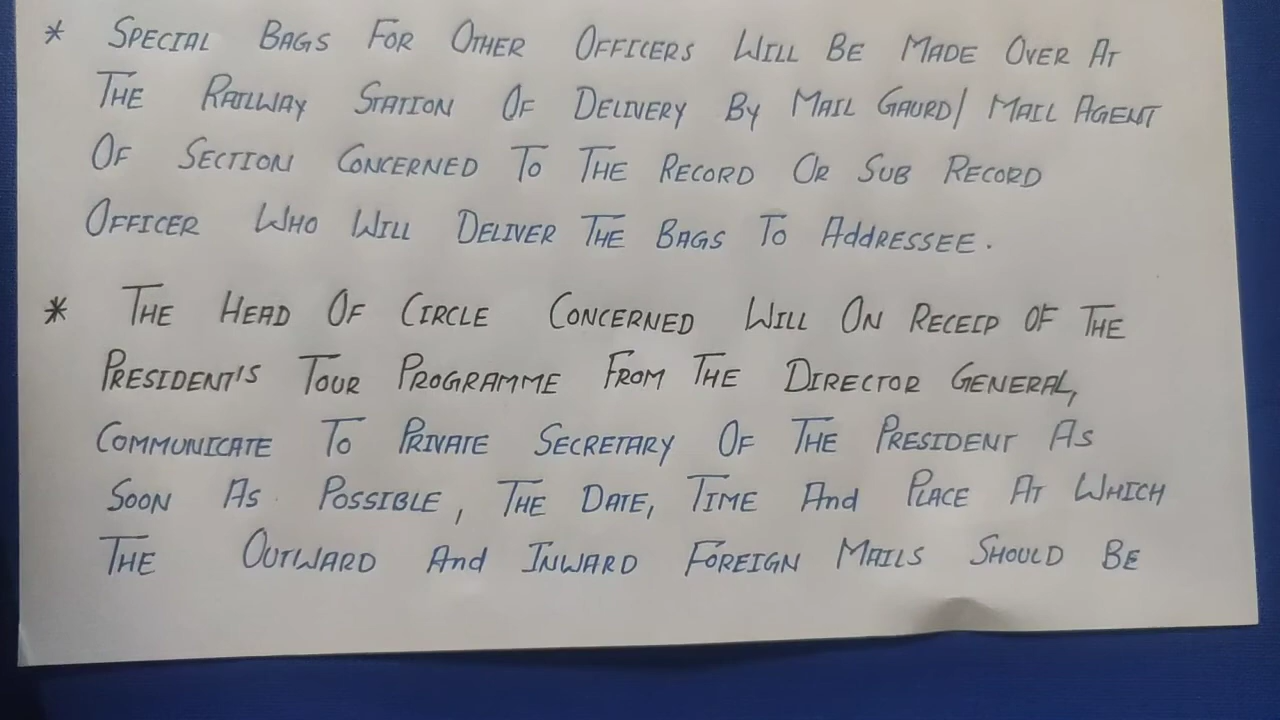 * SPECIAL BAGS FOR OTHER OFFICERS WILL BE MADE OVER AT
THE RAILWAY STATION OF DELIVERY BY MAIL GAURD/ MAIL AGENT
OF SECTION CONCERNED TO THE RECORD OR SUB RECORD
OFFICER WHO WILL DELIVER THE BAGS TO AddRESSEE.
* THE HEAD OF CIRCLE CONCERNED WILL ON RECEIP OF THE
PRESIDENT'S TOUR PROGRAMME FROM THE DIRECTOR GENERAL,
COMMUNICATE TO PRIVATE SECRETARY OF THE PRESIDENT AS
SOON AS POSSIBLE, THE DATE, TIME And PLACE AT WHICH
THE OUTWARD And INWARD FOREIGN MAILS SHOULD BE